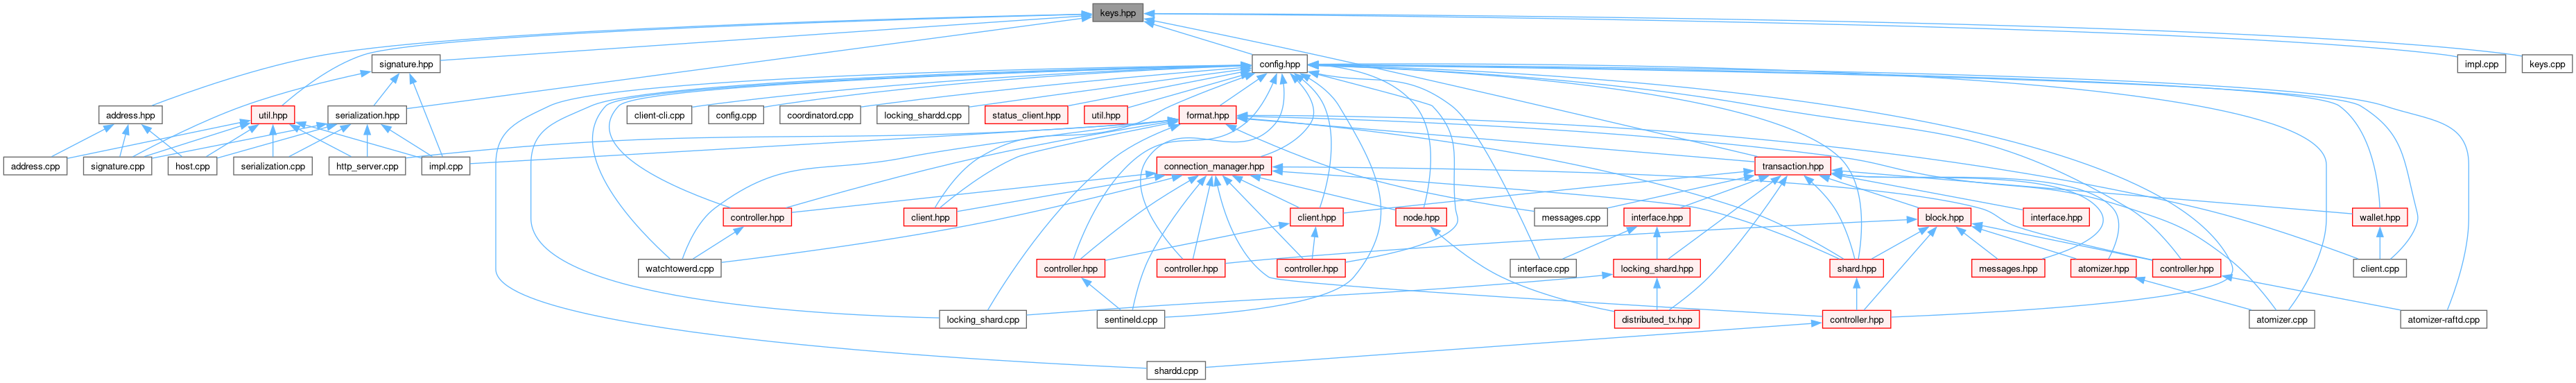 keys.hpp
signature.hpp
config.hpp
impl.cpp
keys.cpp
address.hpp
util.hpp
serialization.hpp
client-cli.cpp
config.cpp
coordinatord.cpp
locking_shardd.cpp
status_client.hpp
util.hpp
format.hpp
address.cpp
signature.cpp
host.cpp
serialization.cpp
http_server.cpp
impl.cpp
connection_manager.hpp
transaction.hpp
controller.hpp
client.hpp
client.hpp
node.hpp
messages.cpp
interface.hpp
block.hpp
interface.hpp
wallet.hpp
watchtowerd.cpp
controller.hpp
controller.hpp
controller.hpp
interface.cpp
locking_shard.hpp
shard.hpp
messages.hpp
atomizer.hpp
controller.hpp
client.cpp
locking_shard.cpp
sentineld.cpp
distributed_tx.hpp
controller.hpp
atomizer.cpp
atomizer-raftd.cpp
shardd.cpp